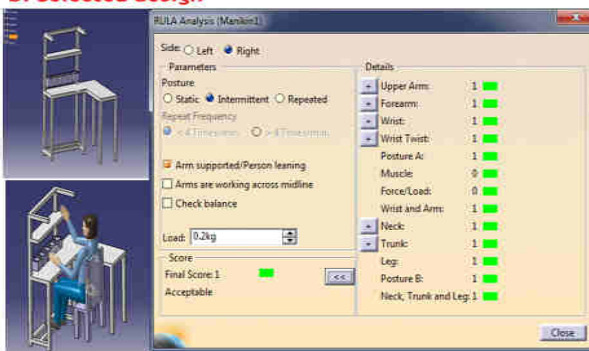 b. Selected design
RULA Analysis (Manikin1)
Side: Left Right
Parameters
Posture
Static Intermittent Repeated
Repeat Frequency
< 4 Times/min. > 4 Times/min.
Arm supported/Person leaning
Arms are working across midline
Check balance
Load: 0.2kg
Score
Final Score: 1
<<
Acceptable
Details
+ Upper Arm: 1
+ Forearm: 1
+ Wrist: 1
+ Wrist Twist: 1
Posture A: 1
Muscle: 0
Force/Load: 0
Wrist and Arm: 1
+ Neck: 1
+ Trunk: 1
Leg: 1
Posture B: 1
Neck, Trunk and Leg: 1
Close